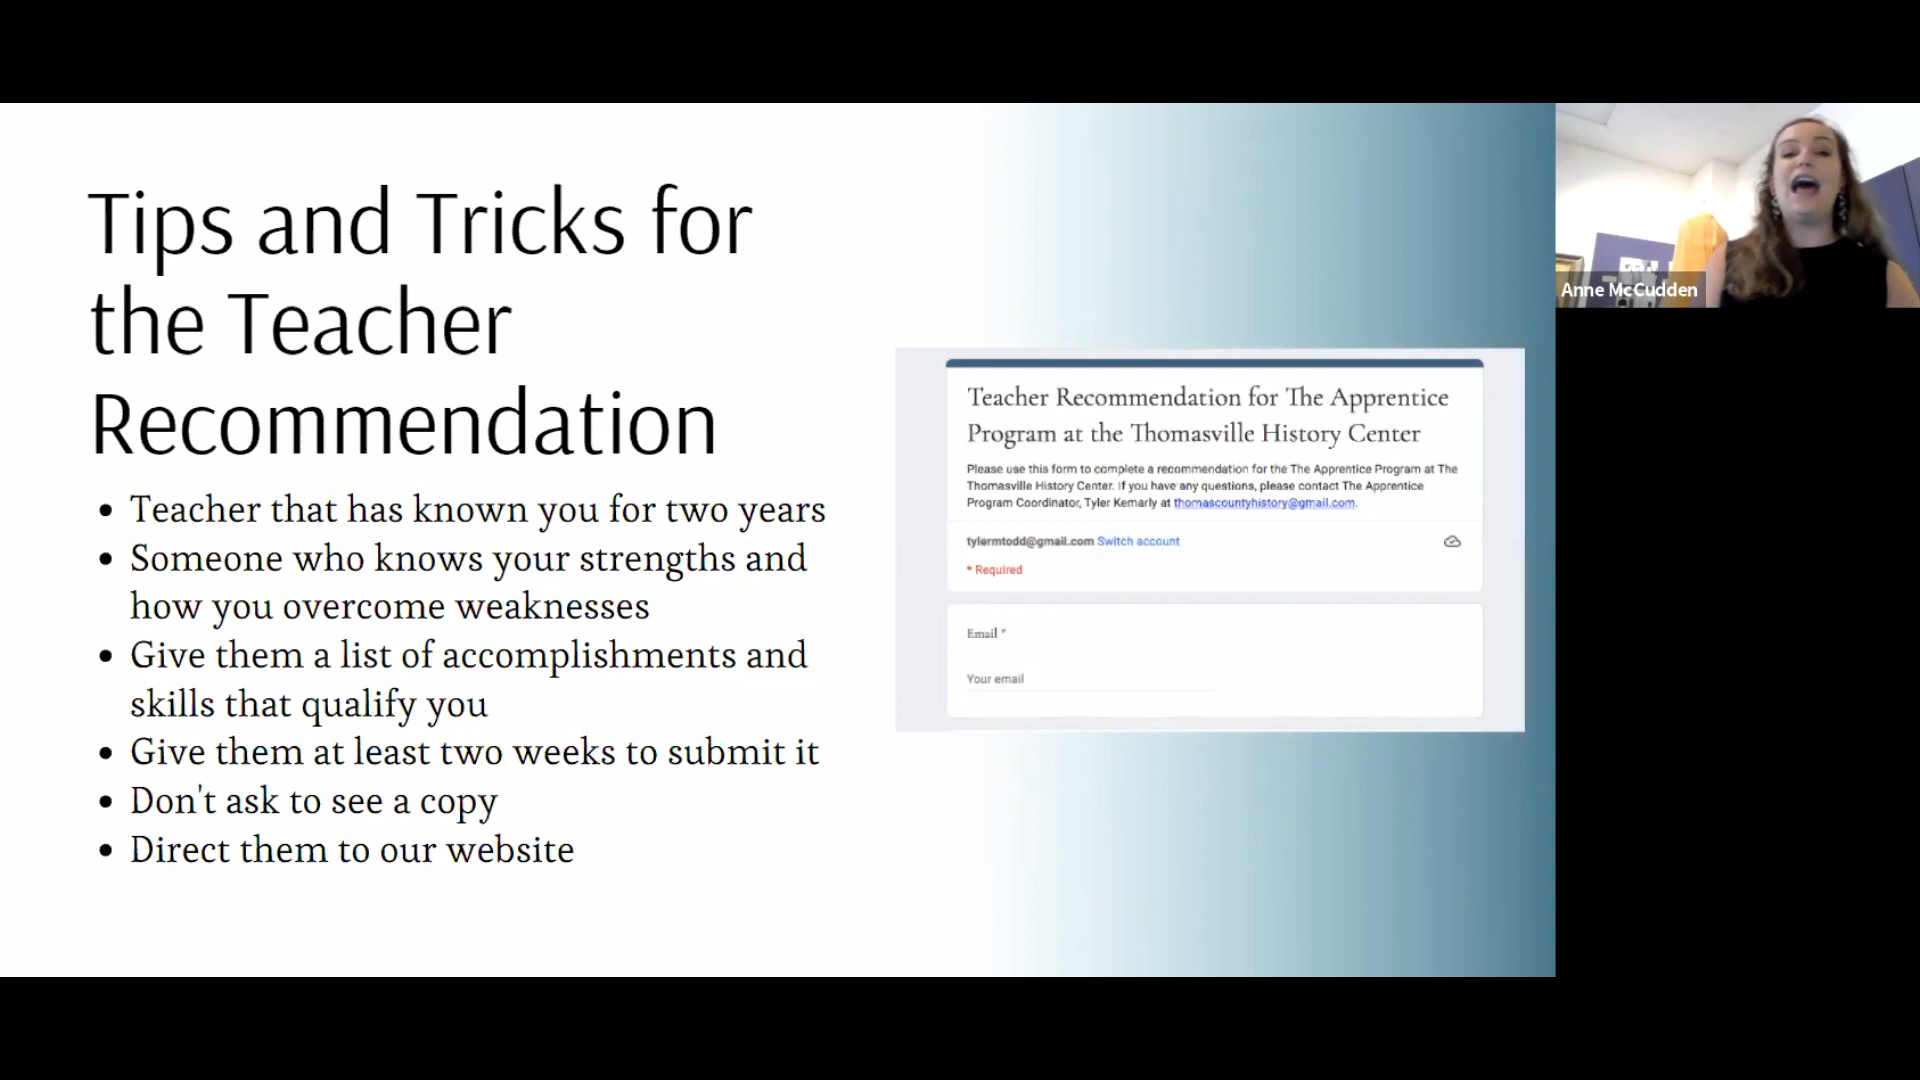 Tips and Tricks for
the Teacher
Recommendation
• Teacher that has known you for two years
• Someone who knows your strengths and
how you overcome weaknesses
• Give them a list of accomplishments and
skills that qualify you
• Give them at least two weeks to submit it
• Don't ask to see a copy
• Direct them to our website
Teacher Recommendation for The Apprentice
Program at the Thomasville History Center
Please use this form to complete a recommendation for the The Apprentice Program at The
Thomasville History Center. If you have any questions, please contact The Apprentice
Program Coordinator, Tyler Kemarly at thomascountyhistory@gmail.com.
tylermtodd@gmail.com Switch account
* Required
Email *
Your email
Anne McCudden